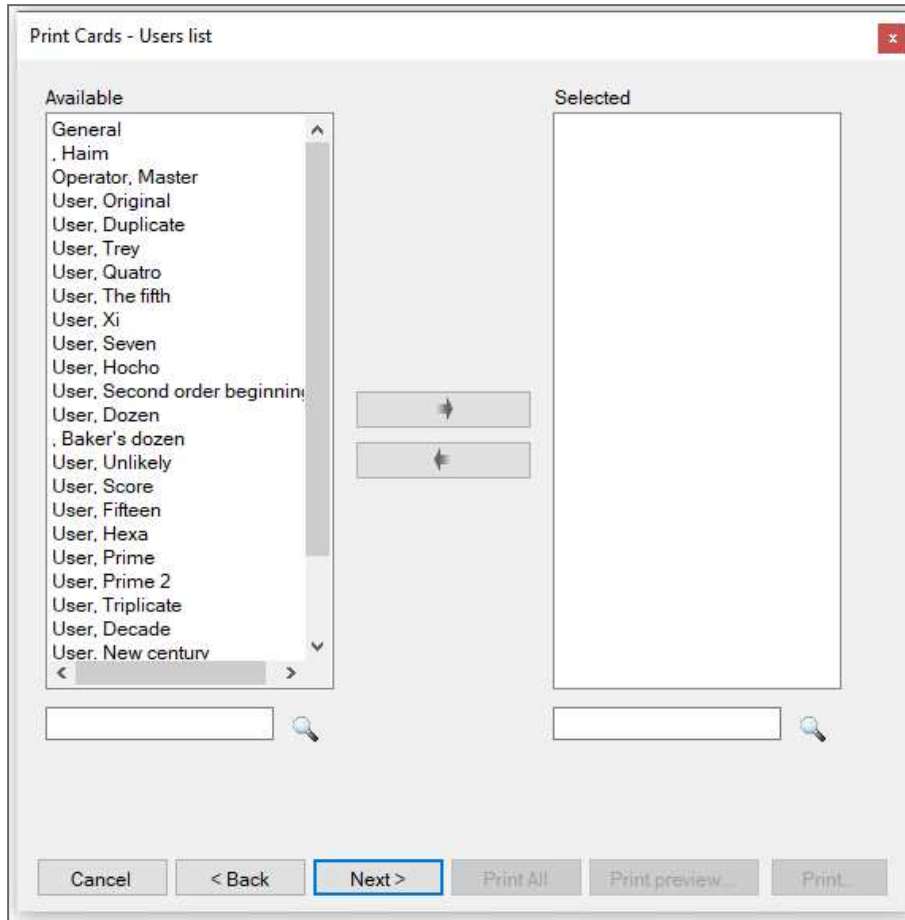 Print Cards - Users list
x
Available
General
, Haim
Operator, Master
User, Original
User, Duplicate
User, Trey
User, Quatro
User, The fifth
User, Xi
User, Seven
User, Hocho
User, Second order beginning
User, Dozen
, Baker's dozen
User, Unlikely
User, Score
User, Fifteen
User, Hexa
User, Prime
User, Prime 2
User, Triplicate
User, Decade
User, New century
Selected
Cancel
< Back
Next >
Print All
Print preview...
Print...